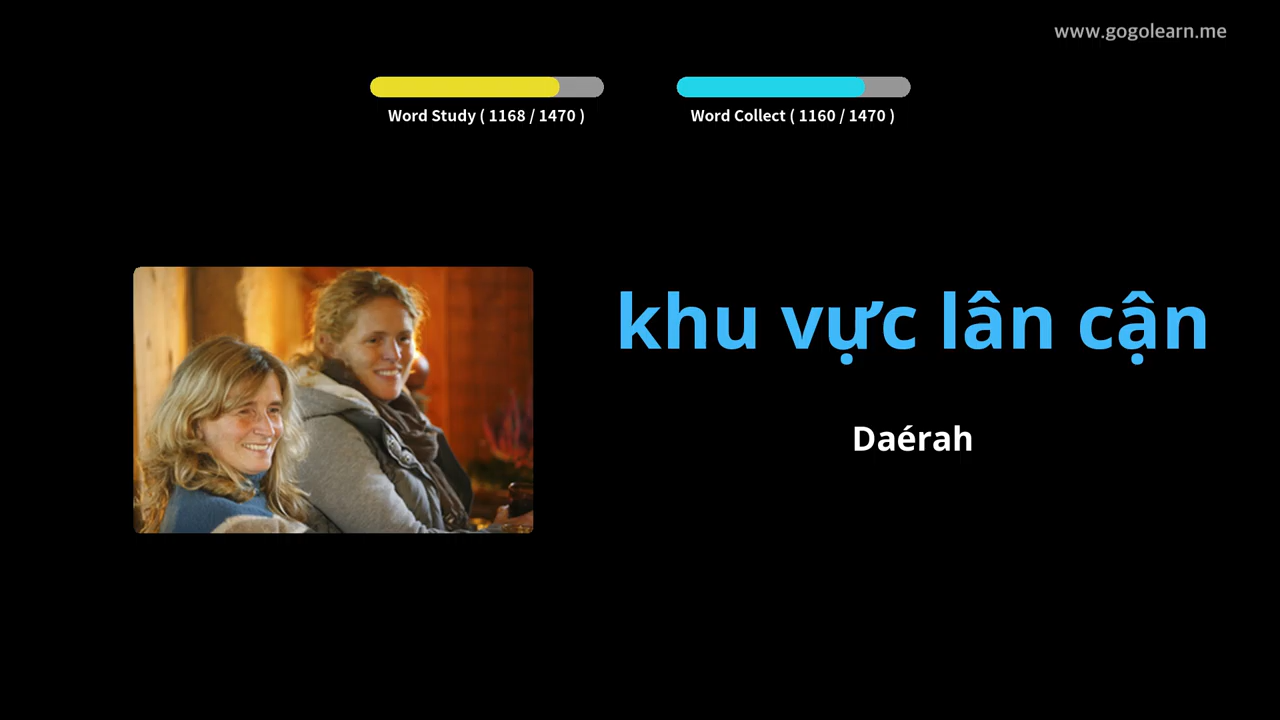 www.gogolearn.me
Word Study ( 1168 / 1470 )
Word Collect ( 1160 / 1470 )
khu vực lân cận
Daérah